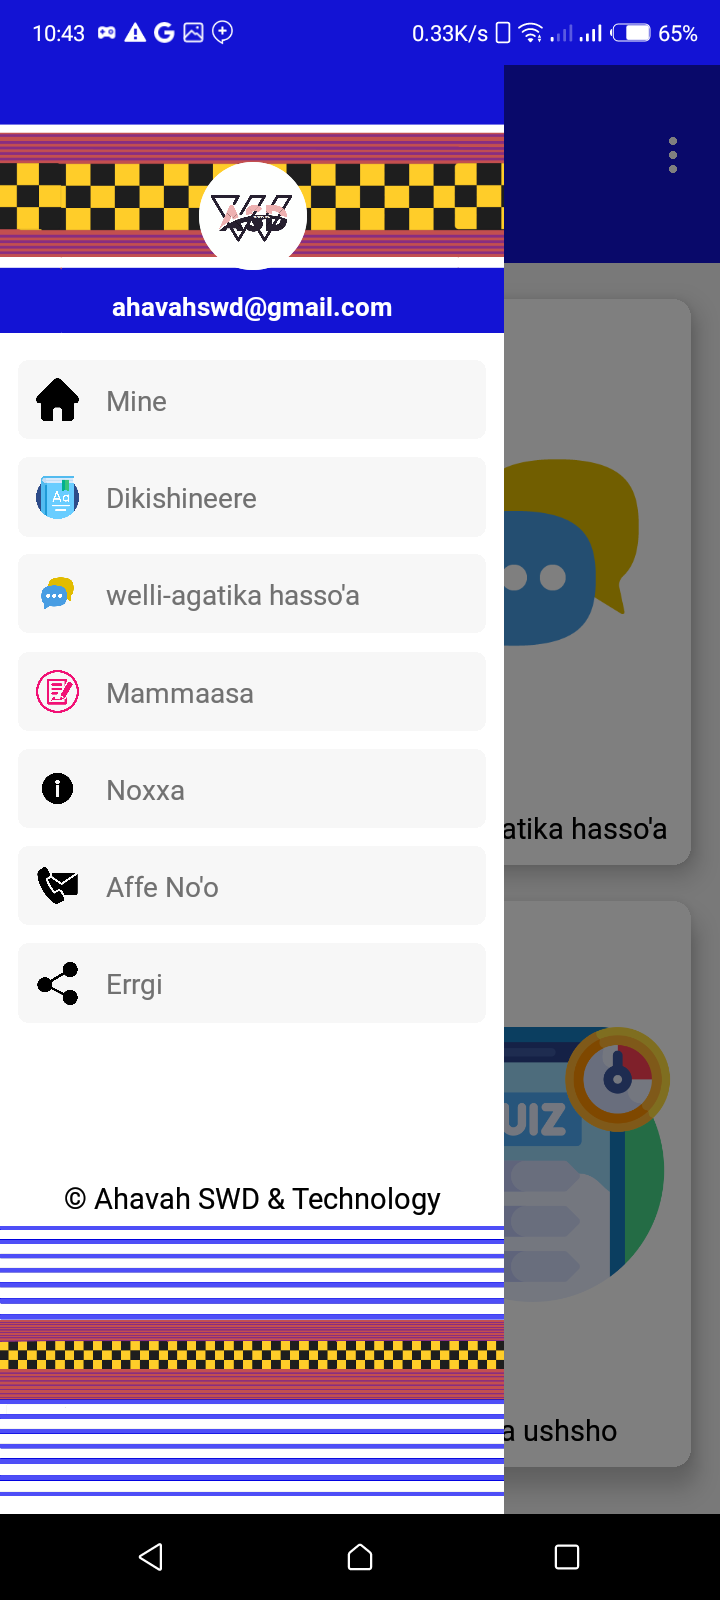 10:43
0.33K/s
65%
ASD
ahavahswd@gmail.com
Mine
Aa
Dikishineere
welli-agatika hasso'a
Mammaasa
Noxxa
Affe No'o
Errgi
atika hasso'a
UIZ
a ushsho
© Ahavah SWD & Technology